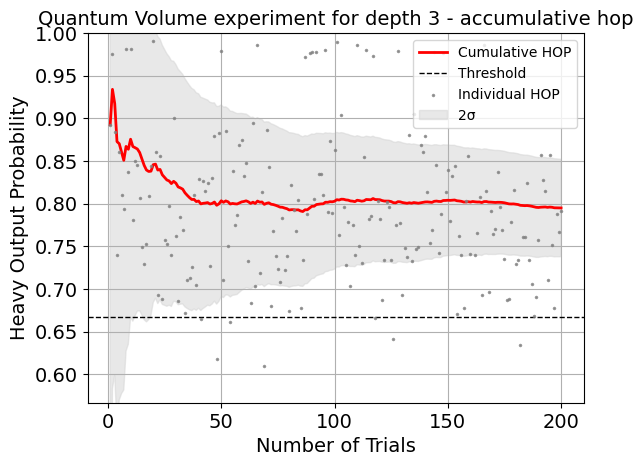 Quantum Volume experiment for depth 3 - accumulative hop
1.00
0.95
0.90
0.85
0.80
0.75
0.70
0.65
0.60
Heavy Output Probability
Cumulative HOP
Threshold
Individual HOP
2σ
0
50
100
150
200
Number of Trials